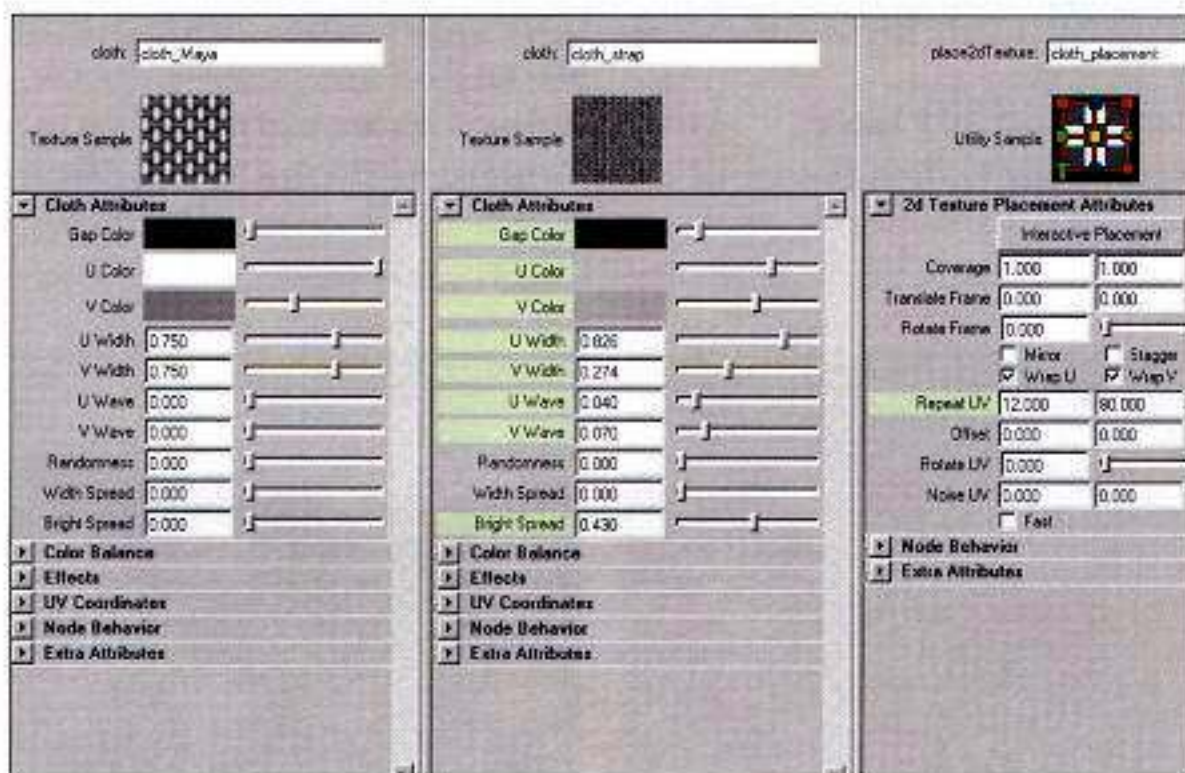 cloth: cloth_Maya
Texture Sample
Cloth Attributes
Gap Color
U Color
V Color
U Width 0.750
V Width 0.750
U Wave 0.000
V Wave 0.000
Randomness 0.000
Width Spread 0.000
Bright Spread 0.000
Color Balance
Effects
UV Coordinates
Node Behavior
Extra Attributes
cloth: cloth_strap
Texture Sample
Cloth Attributes
Gap Color
U Color
V Color
U Width 0.826
V Width 0.274
U Wave 0.040
V Wave 0.070
Randomness 0.000
Width Spread 0.000
Bright Spread 0.430
Color Balance
Effects
UV Coordinates
Node Behavior
Extra Attributes
place2dTexture: cloth_placement
Utility Sample
2d Texture Placement Attributes
Interactive Placement
Coverage 1.000 1.000
Translate Frame 0.000 0.000
Rotate Frame 0.000
Mirror Stagger
Wrap U Wrap V
Repeat UV 12.000 80.000
Offset 0.000 0.000
Rotate UV 0.000
Noise UV 0.000 0.000
Fast
Node Behavior
Extra Attributes